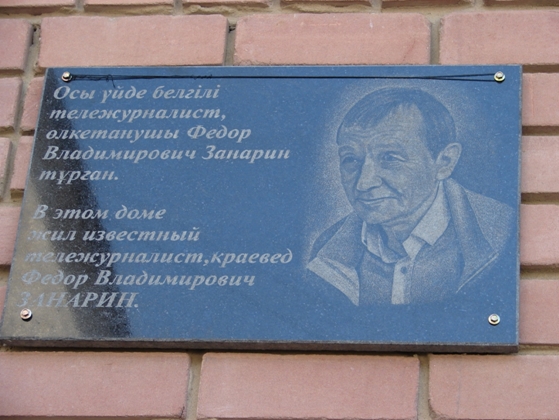 Осы үйде белгілі
тележурналист,
өлкетанушы Федор
Владимирович Занарин
тұрған.
В этом доме
жил известный
тележурналист,краевед
Федор Владимирович
ЗАНАРИН.